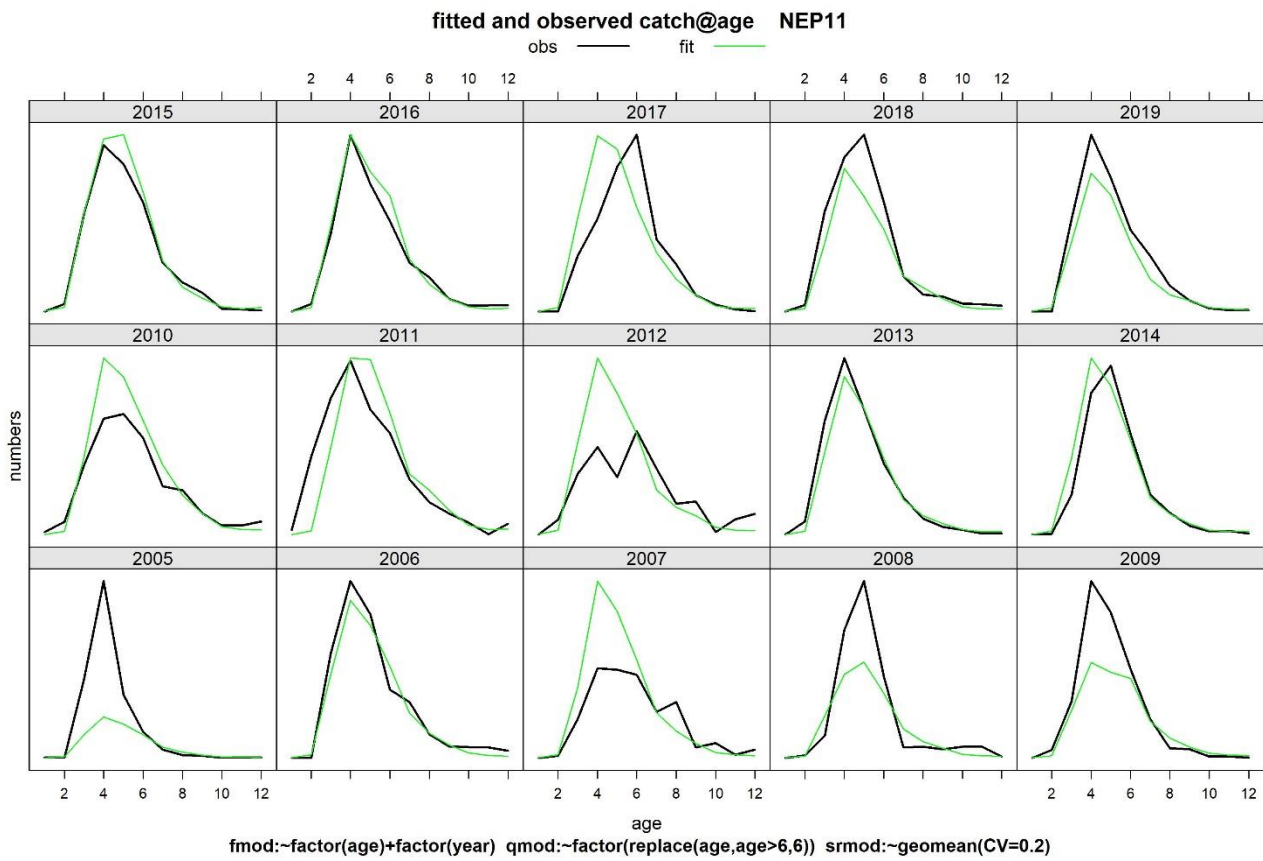 fitted and observed catch@age NEP11
obs fit
2 4 6 8 10 12 2 4 6 8 10 12
2015 2016 2017 2018 2019
2010 2011 2012 2013 2014
numbers
2005 2006 2007 2008 2009
2 4 6 8 10 12 2 4 6 8 10 12 2 4 6 8 10 12
age
fmod:~factor(age)+factor(year) qmod:~factor(replace(age,age>6,6)) srmod:~geomean(CV=0.2)